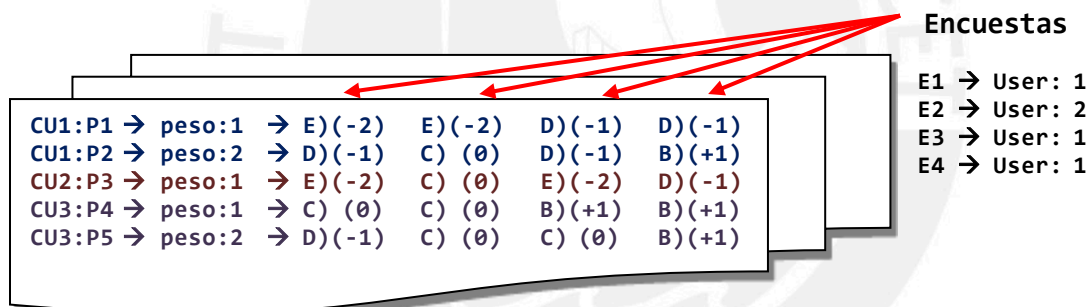 Encuestas
E1 → User: 1
E2 → User: 2
E3 → User: 1
E4 → User: 1
CU1:P1 → peso:1 → E)(-2) E)(-2) D)(-1) D)(-1)
CU1:P2 → peso:2 → D)(-1) C) (0) D)(-1) B)(+1)
CU2:P3 → peso:1 → E)(-2) C) (0) E)(-2) D)(-1)
CU3:P4 → peso:1 → C) (0) C) (0) B)(+1) B)(+1)
CU3:P5 → peso:2 → D)(-1) C) (0) C) (0) B)(+1)